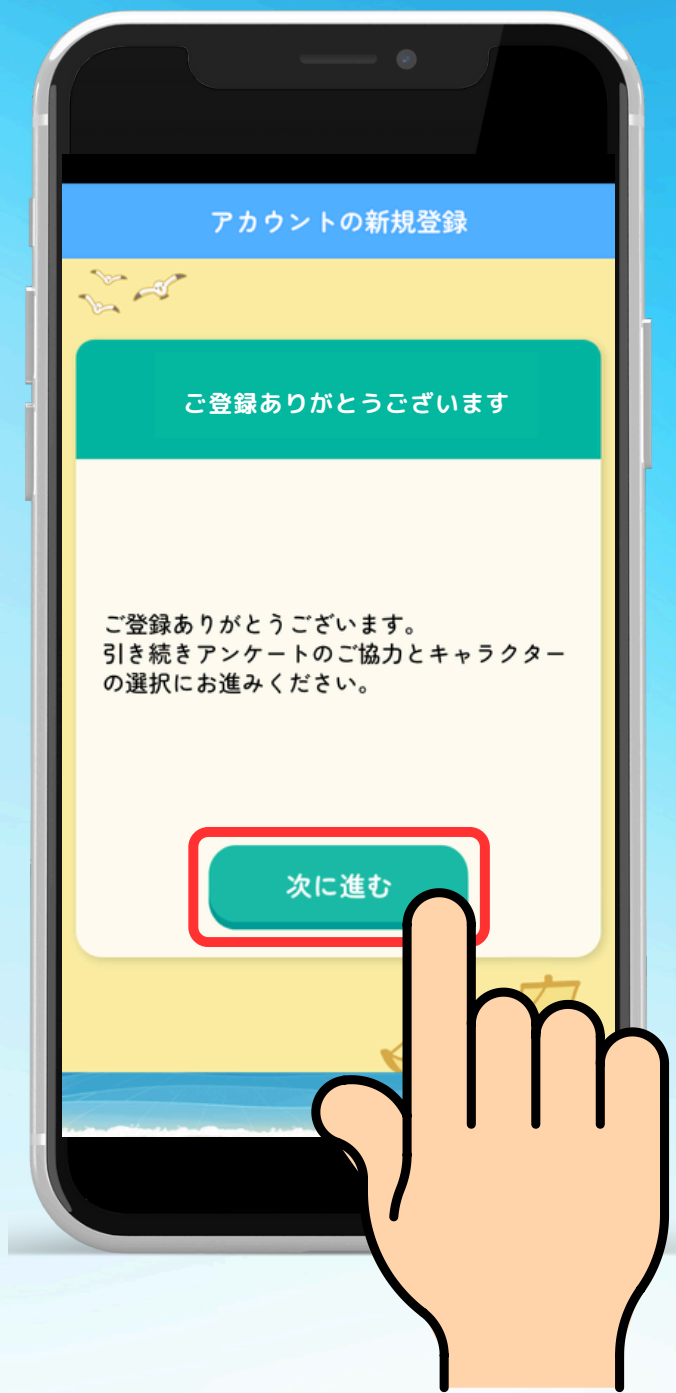 アカウントの新規登録
ご登録ありがとうございます
ご登録ありがとうございます。
引き続きアンケートのご協力とキャラクター
の選択にお進みください。
次に進む